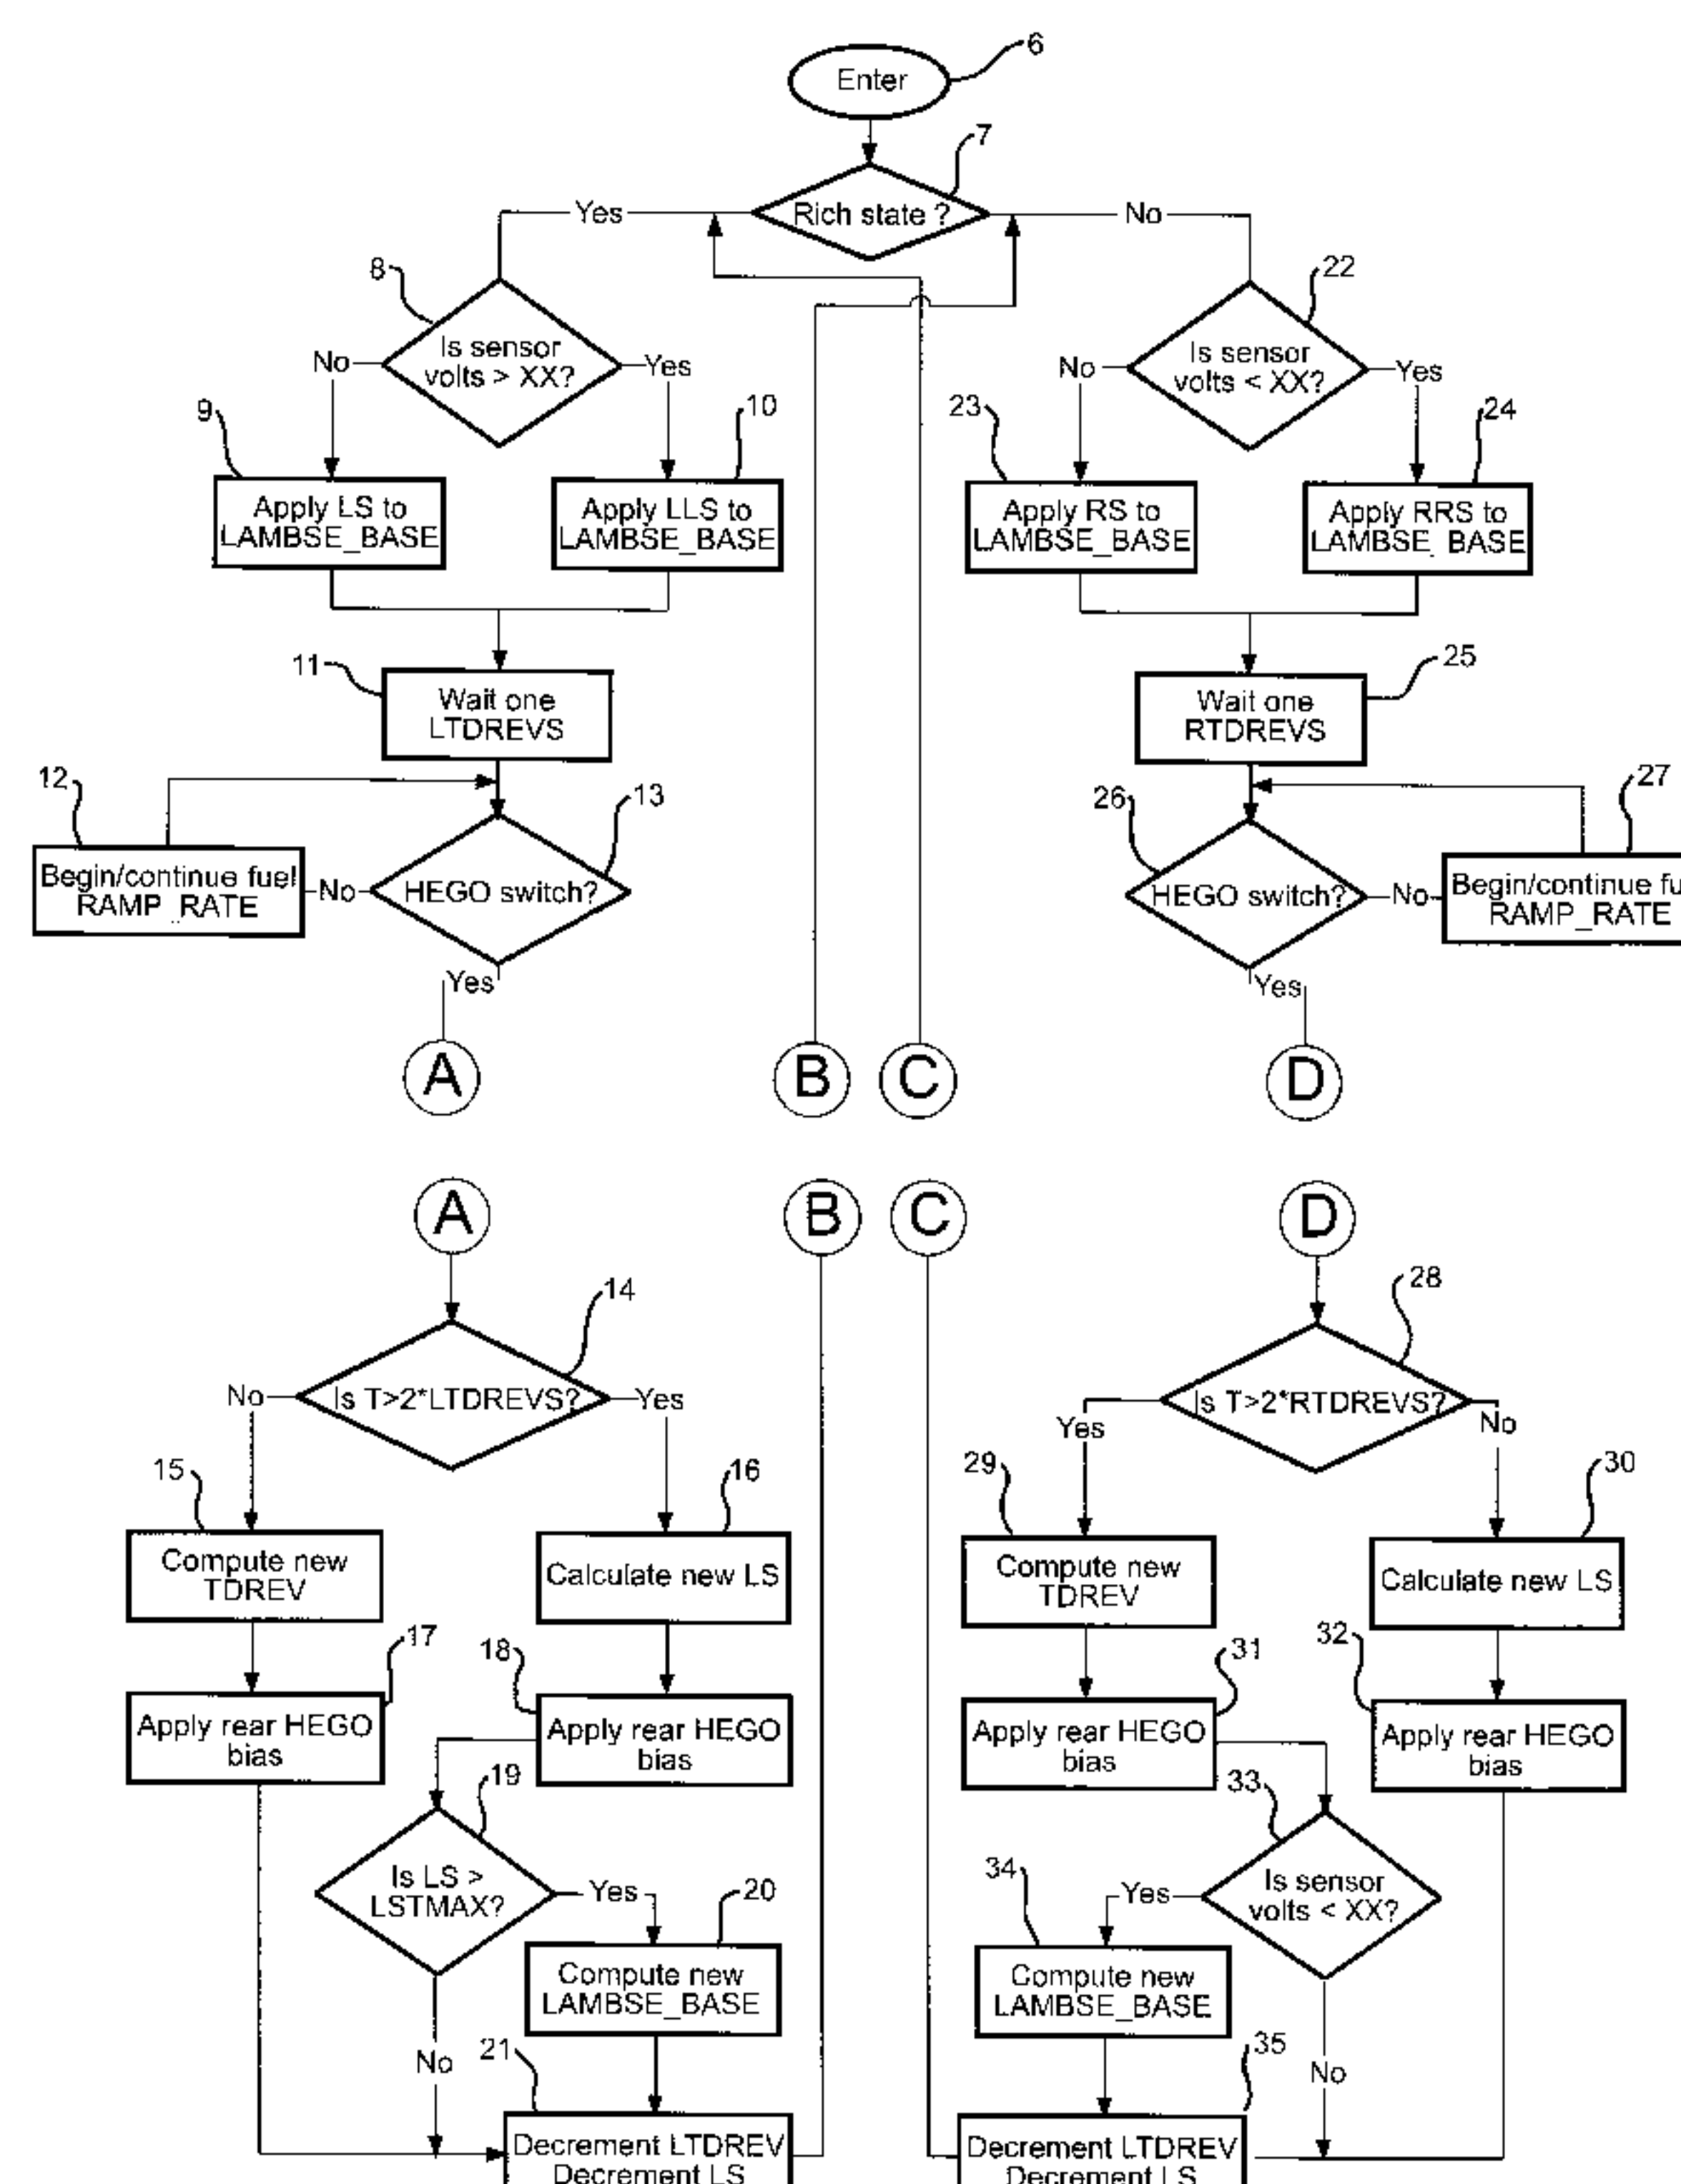 6
Enter
7
Yes
Rich state ?
No
8
22
Is sensor
volts > XX?
No
Yes
Is sensor
volts < XX?
No
Yes
9
10
23
24
Apply LS to
LAMBSE_BASE
Apply LLS to
LAMBSE_BASE
Apply RS to
LAMBSE_BASE
Apply RRS to
LAMBSE_BASE
11
25
Wait one
LTDREVS
Wait one
RTDREVS
12
13
26
27
Begin/continue fuel
RAMP_RATE
No
HEGO switch?
HEGO switch?
No
Begin/continue fu
RAMP_RATE
Yes
Yes
A
B
C
D
A
B
C
D
14
28
No
Is T>2*LTDREVS?
Yes
Yes
Is T>2*RTDREVS?
No
15
16
29
30
Compute new
TDREV
Calculate new LS
Compute new
TDREV
Calculate new LS
17
18
31
32
Apply rear HEGO
bias
Apply rear HEGO
bias
Apply rear HEGO
bias
Apply rear HEGO
bias
19
33
Is LS >
LSTMAX?
Yes
20
34
Yes
Is sensor
volts < XX?
Compute new
LAMBSE_BASE
Compute new
LAMBSE_BASE
No
21
35
No
Decrement LTDREV
Decrement LS
Decrement LTDREV
Decrement LS